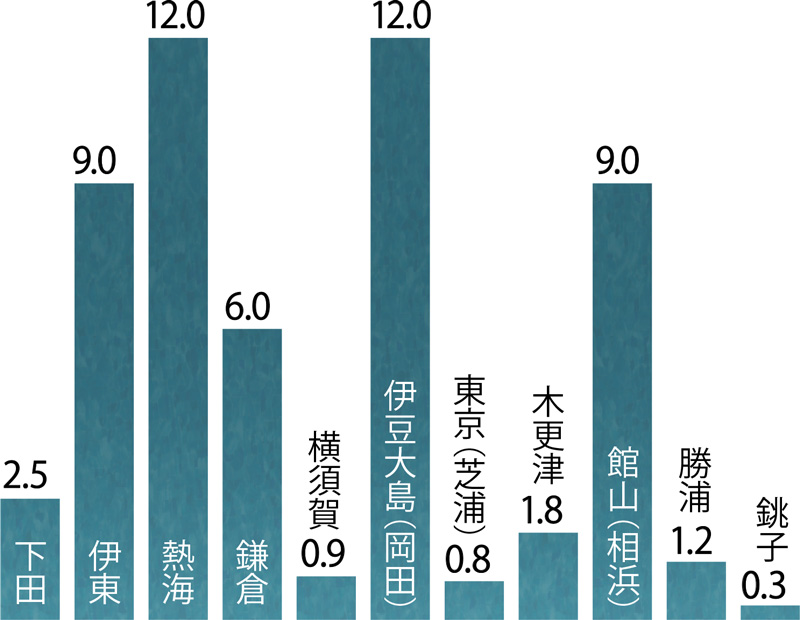 2.5
下田
9.0
伊東
12.0
熱海
6.0
鎌倉
横須賀
0.9
12.0
伊豆大島(岡田)
東京(芝浦)
0.8
木更津
1.8
9.0
館山(相浜)
勝浦
1.2
銚子
0.3